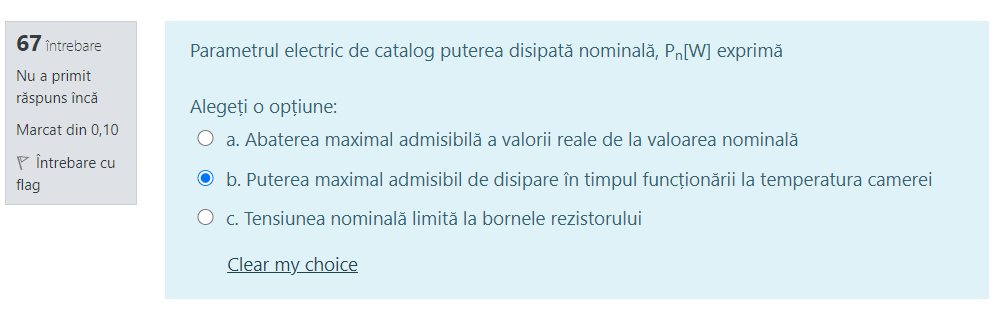 67 întrebare
Nu a primit
răspuns încă
Marcat din 0,10
Întrebare cu
flag
Parametrul electric de catalog puterea disipată nominală, Pn[W] exprimă
Alegeți o opțiune:
a. Abaterea maximal admisibilă a valorii reale de la valoarea nominală
b. Puterea maximal admisibil de disipare în timpul funcționării la temperatura camerei
c. Tensiunea nominală limită la bornele rezistorului
Clear my choice